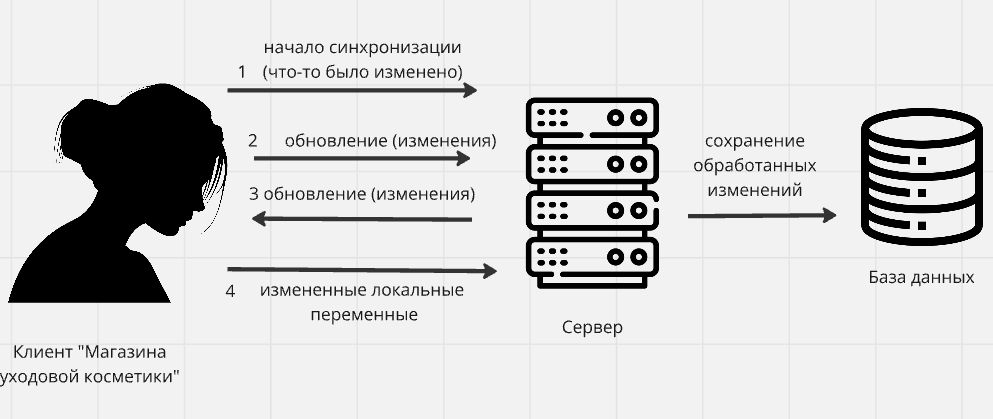 начало синхронизации
1 (что-то было изменено)
2 обновление (изменения)
3 обновление (изменения)
4 измененные локальные
переменные
сохранение
обработанных
изменений
База данных
Сервер
Клиент "Магазина
уходовой косметики"